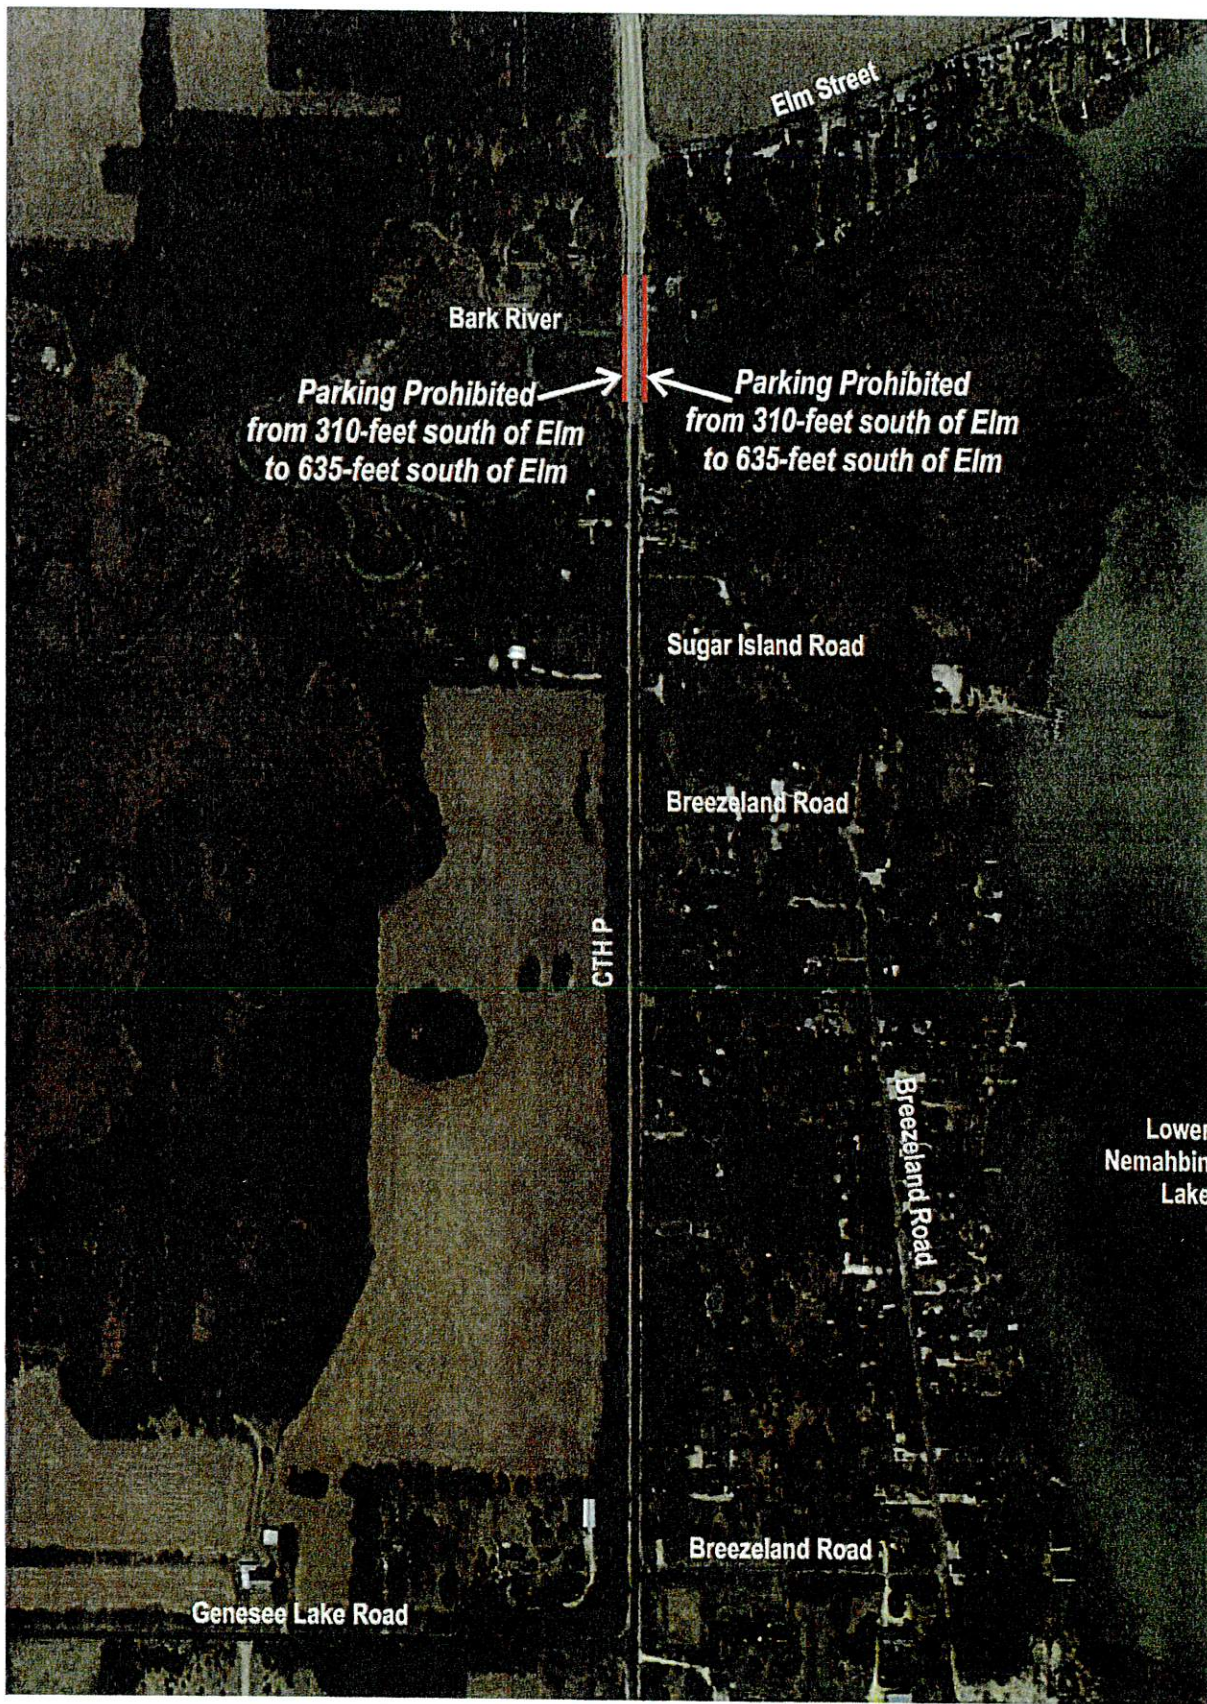 Elm Street
Bark River
Parking Prohibited
from 310-feet south of Elm
to 635-feet south of Elm
Parking Prohibited
from 310-feet south of Elm
to 635-feet south of Elm
Sugar Island Road
Breezeland Road
CTH P
Breezeland Road
Lower
Nemahbin
Lake
Breezeland Road
Genesee Lake Road